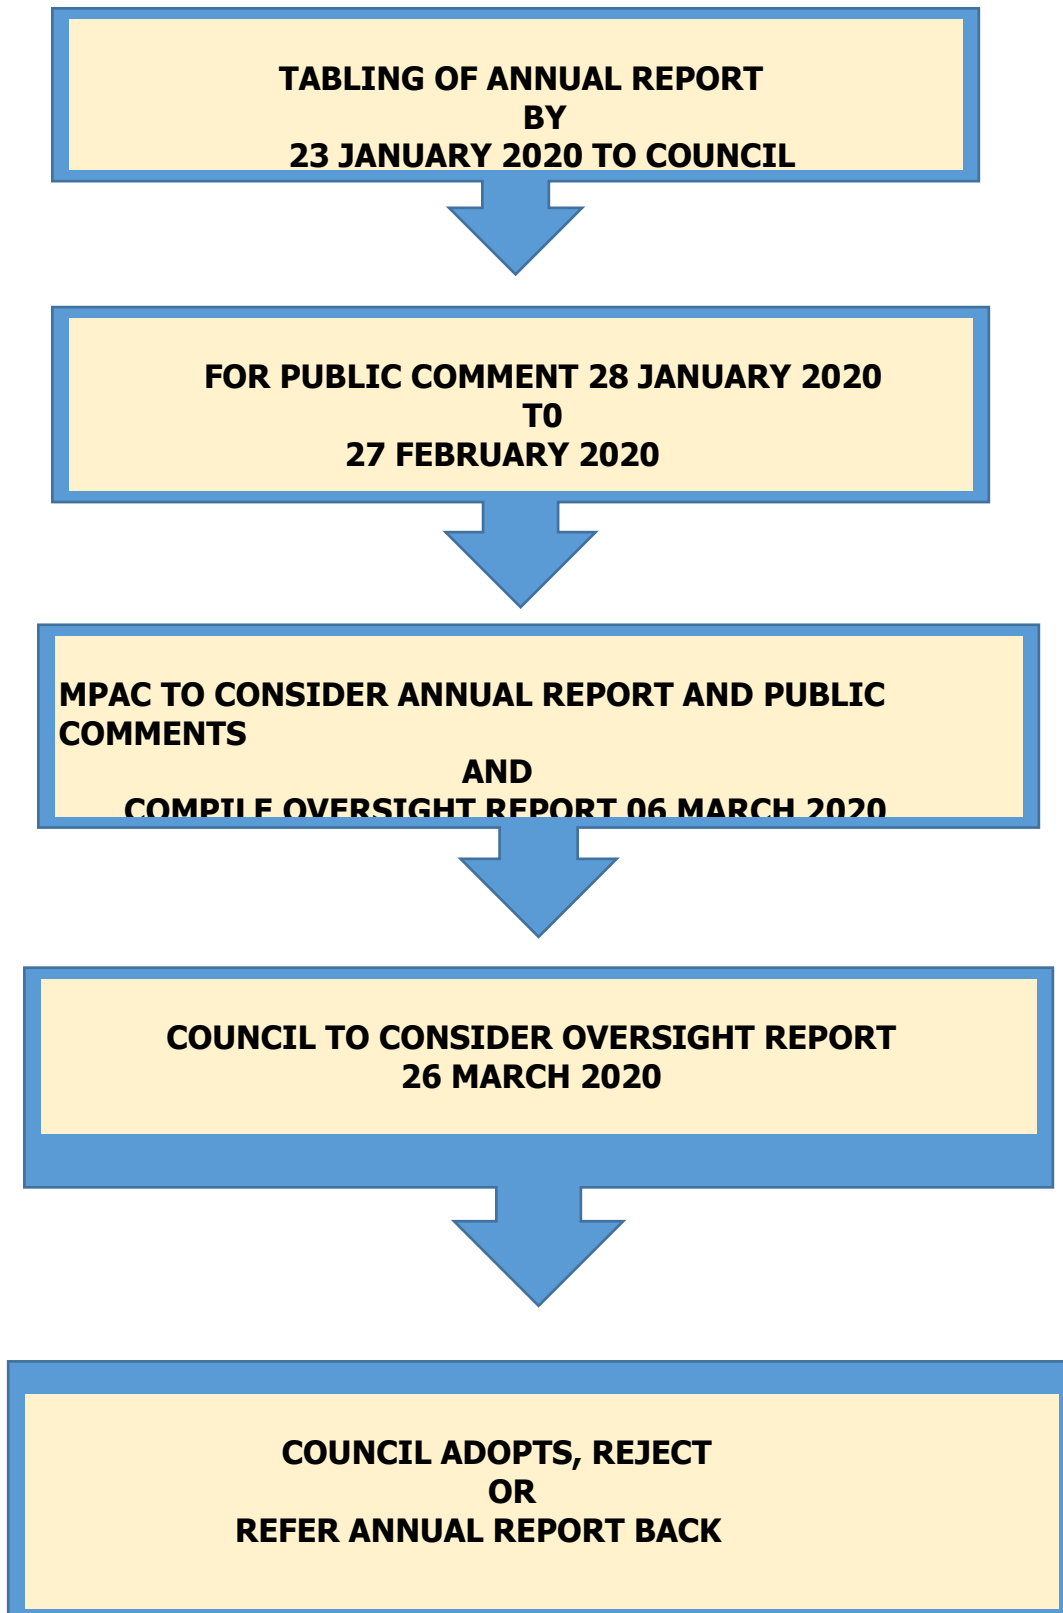 TABLING OF ANNUAL REPORT
BY
23 JANUARY 2020 TO COUNCIL
FOR PUBLIC COMMENT 28 JANUARY 2020
T0
27 FEBRUARY 2020
MPAC TO CONSIDER ANNUAL REPORT AND PUBLIC
COMMENTS
AND
COMPILE OVERSIGHT REPORT 06 MARCH 2020
COUNCIL TO CONSIDER OVERSIGHT REPORT
26 MARCH 2020
COUNCIL ADOPTS, REJECT
OR
REFER ANNUAL REPORT BACK